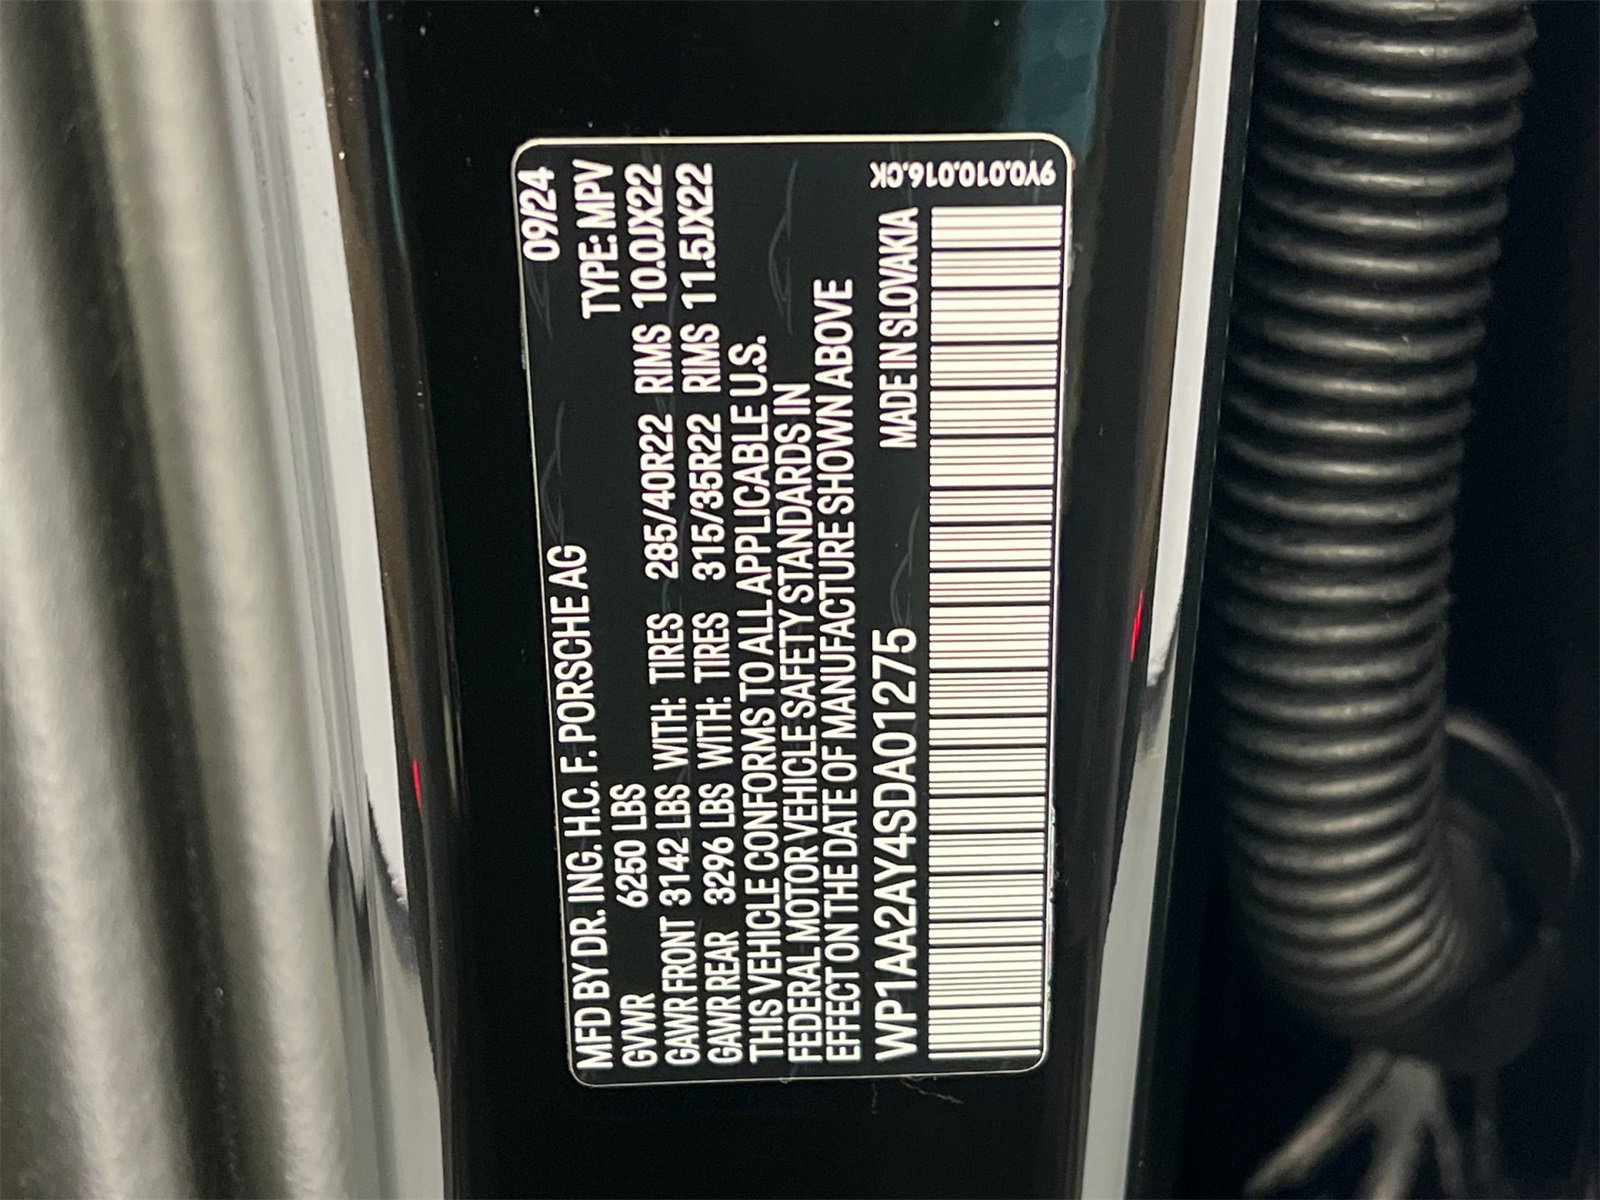 MFD BY DR. ING. H.C. F. PORSCHE AG 09/24
GVWR 6250 LBS TYPE: MPV
GAWR FRONT 3142 LBS WITH: TIRES 285/40R22 RIMS 10.0JX22
GAWR REAR 3296 LBS WITH: TIRES 315/35R22 RIMS 11.5JX22
THIS VEHICLE CONFORMS TO ALL APPLICABLE U.S.
FEDERAL MOTOR VEHICLE SAFETY STANDARDS IN
EFFECT ON THE DATE OF MANUFACTURE SHOWN ABOVE
WP1AA2AY4SDA01275 MADE IN SLOVAKIA
9Y0.010.016.CK